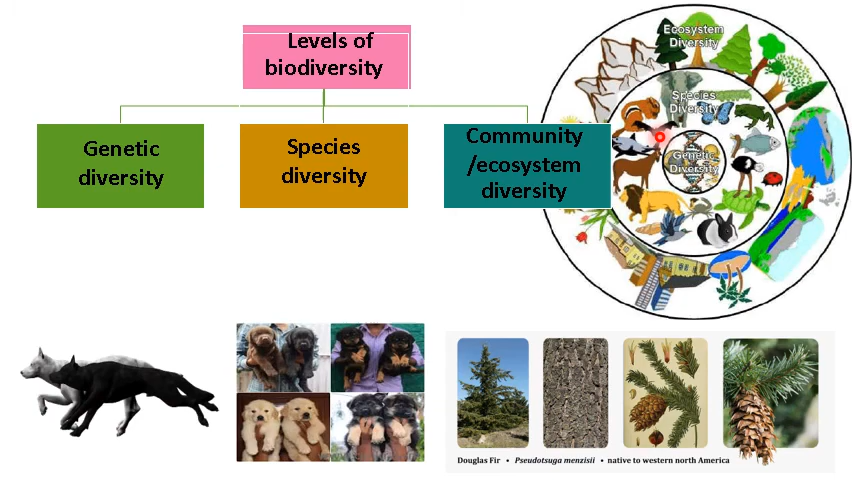 Levels of
biodiversity
Genetic
diversity
Species
diversity
Community
/ecosystem
diversity
Ecosystem
Diversity
Species
Diversity
Genetic
Diversity
Douglas Fir • Pseudotsuga menzisii • native to western north America